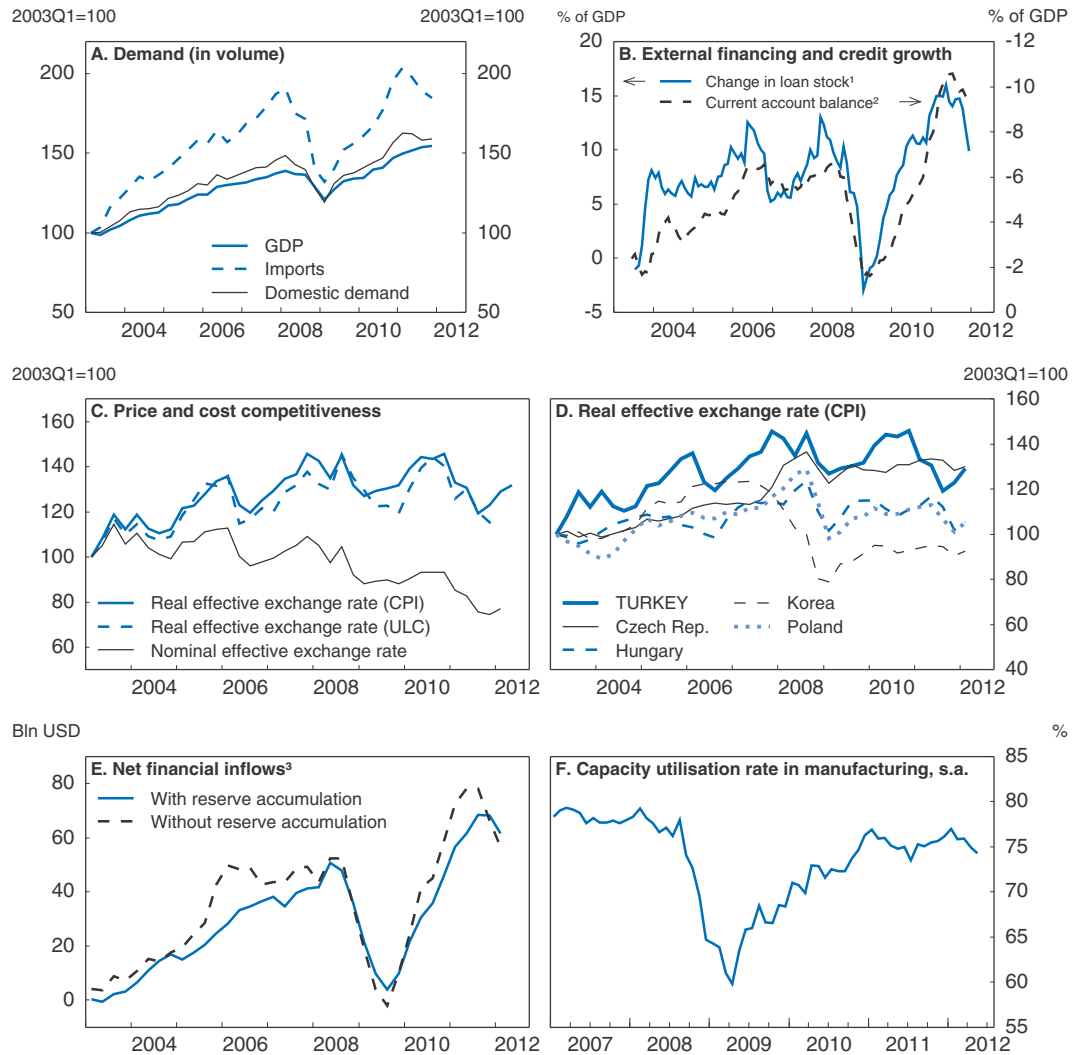 2003Q1=100
2003Q1=100
A. Demand (in volume)
200
150
100
50
200
150
100
50
GDP
Imports
Domestic demand
2004
2006
2008
2010
2012
% of GDP
% of GDP
B. External financing and credit growth
20
15
10
5
0
-5
-12
-10
-8
-6
-4
-2
0
Change in loan stock¹
Current account balance²
2004
2006
2008
2010
2012
2003Q1=100
C. Price and cost competitiveness
160
140
120
100
80
60
Real effective exchange rate (CPI)
Real effective exchange rate (ULC)
Nominal effective exchange rate
2004
2006
2008
2010
2012
2003Q1=100
D. Real effective exchange rate (CPI)
160
140
120
100
80
60
40
TURKEY
Czech Rep.
Hungary
Korea
Poland
2004
2006
2008
2010
2012
Bln USD
E. Net financial inflows³
80
60
40
20
0
With reserve accumulation
Without reserve accumulation
2004
2006
2008
2010
2012
%
F. Capacity utilisation rate in manufacturing, s.a.
85
80
75
70
65
60
55
2007
2008
2009
2010
2011
2012